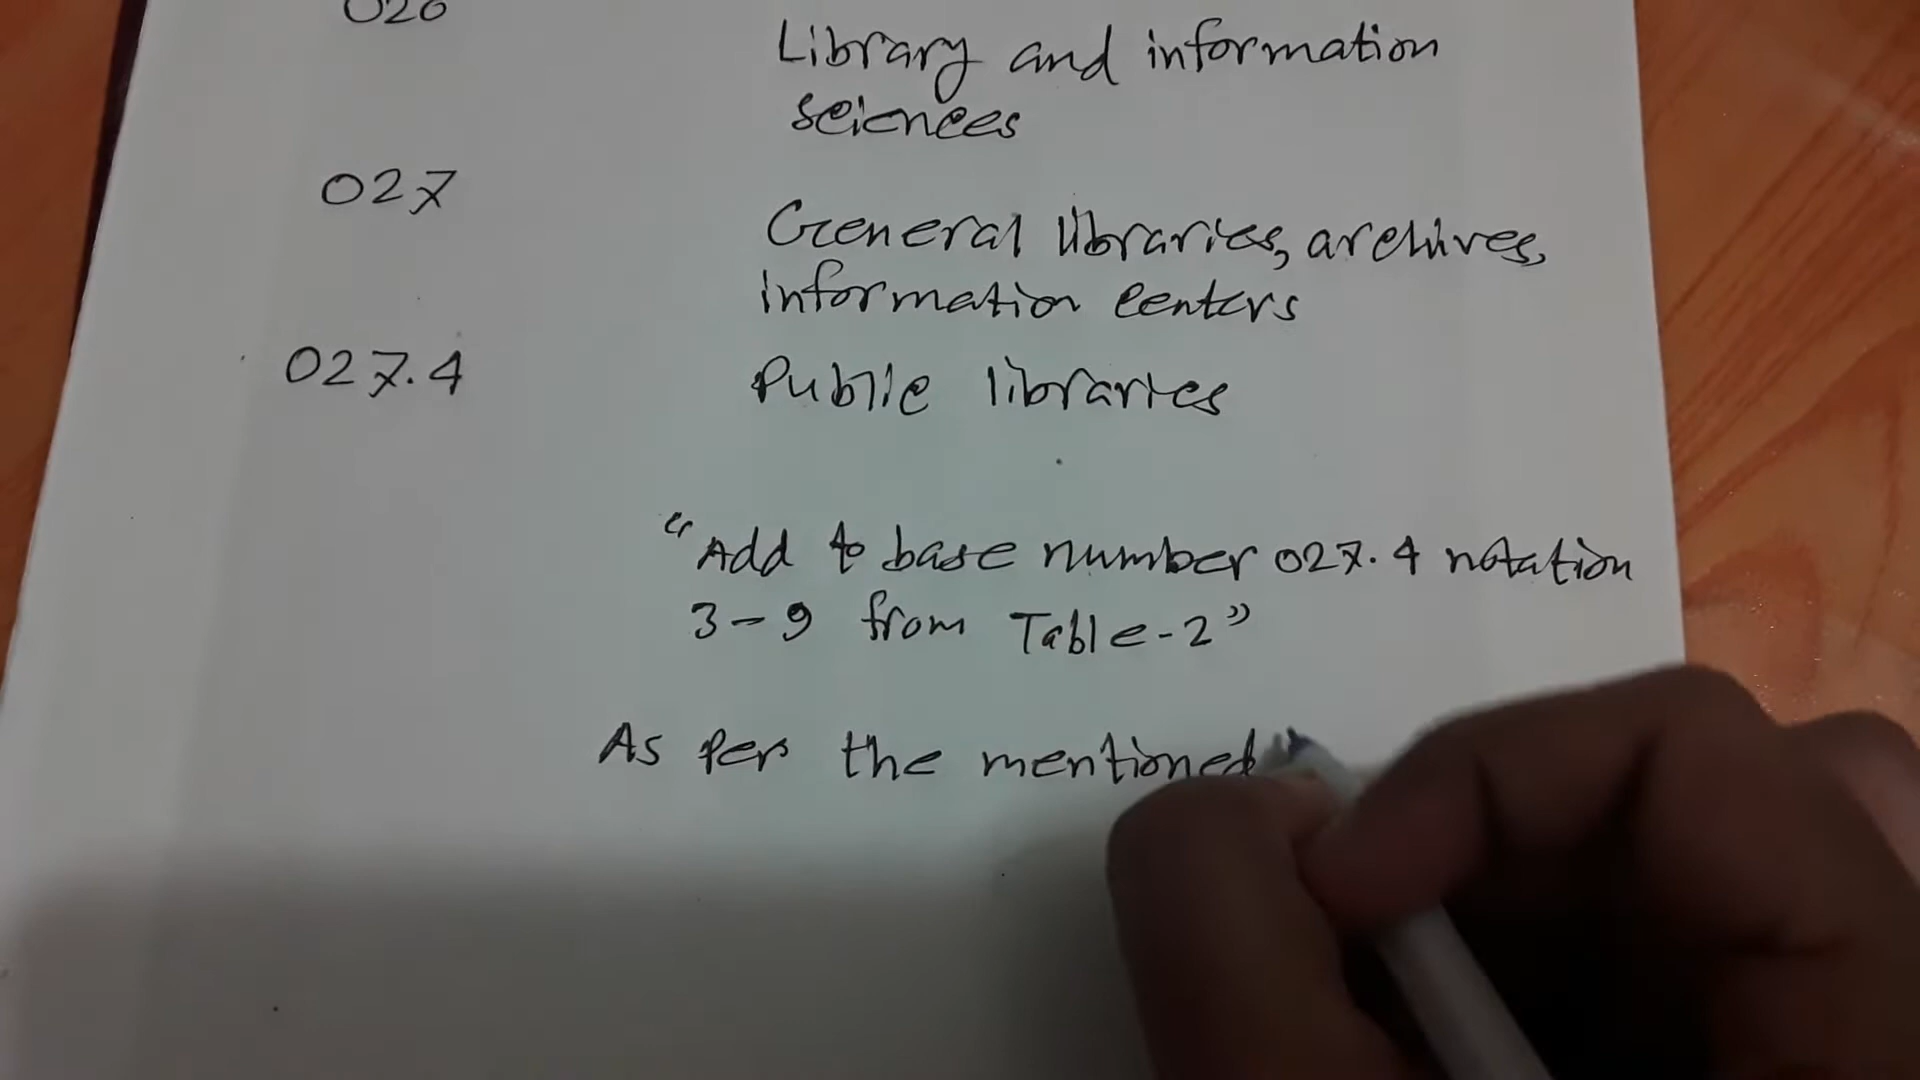 020
Library and information
sciences
027
General libraries, archives,
information centers
027.4
Public libraries
"Add to base number 027.4 notation
3-9 from Table-2"
As per the mentioned